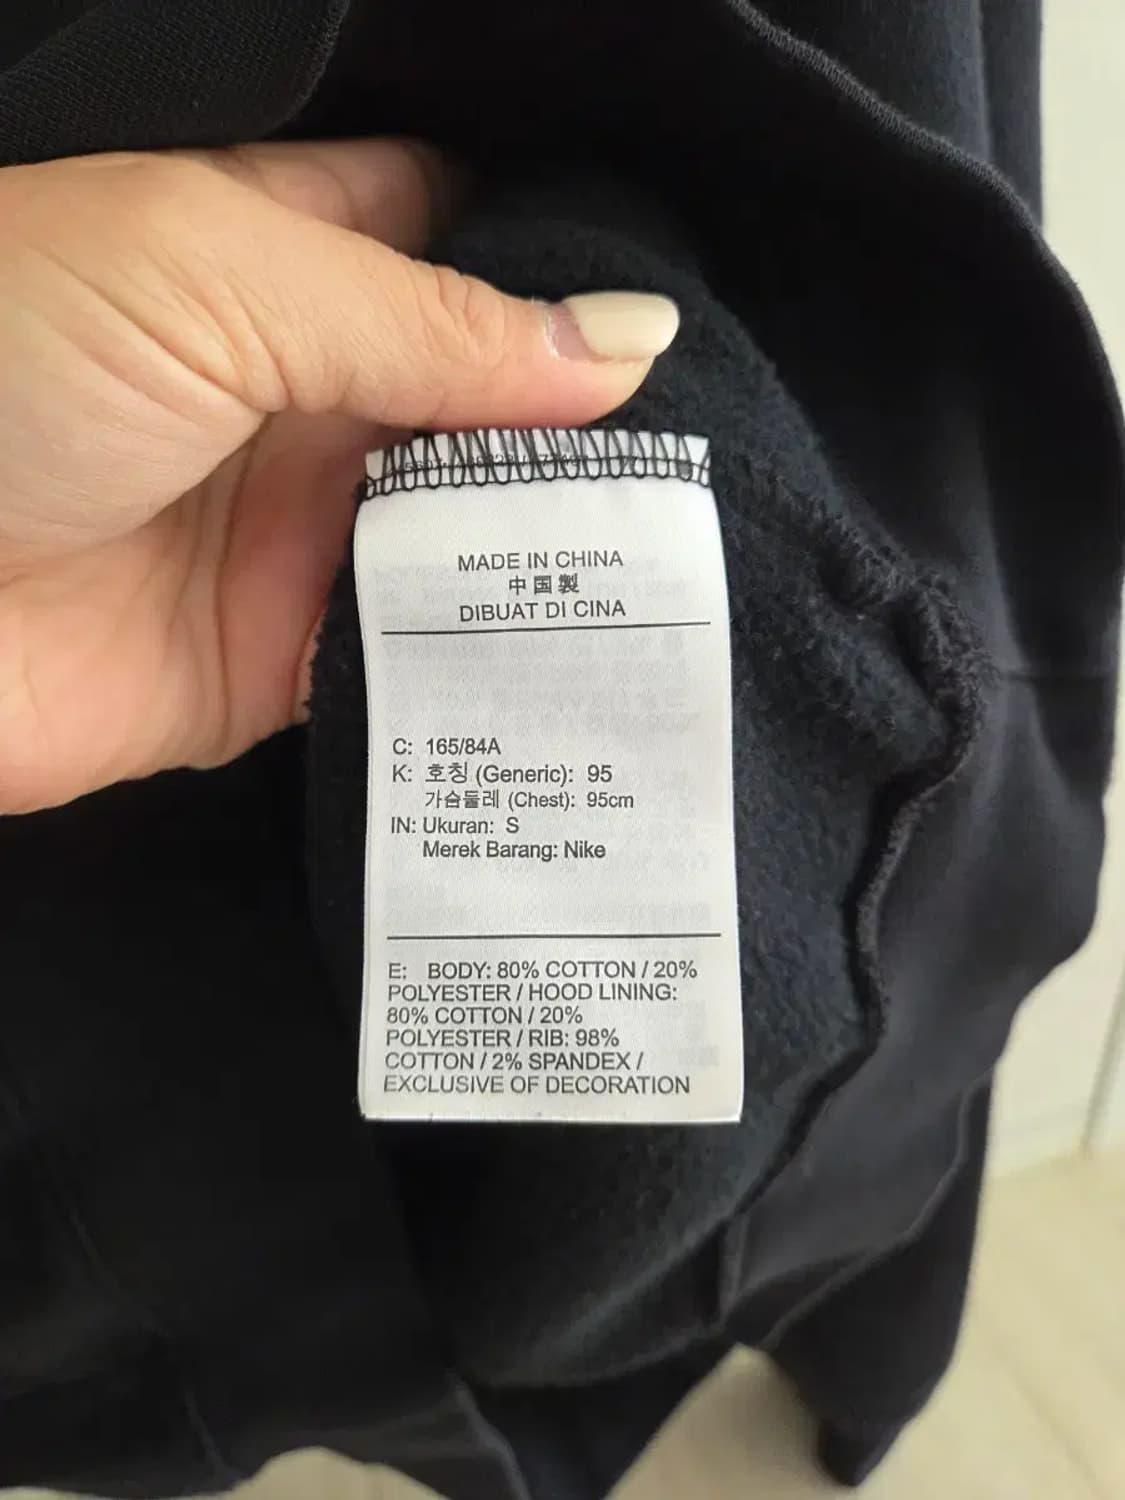 MADE IN CHINA
中国製
DIBUAT DI CINA
C: 165/84A
K: 호칭 (Generic): 95
가슴둘레 (Chest): 95cm
IN: Ukuran: S
Merek Barang: Nike
E: BODY: 80% COTTON / 20%
POLYESTER / HOOD LINING:
80% COTTON / 20%
POLYESTER / RIB: 98%
COTTON / 2% SPANDEX /
EXCLUSIVE OF DECORATION